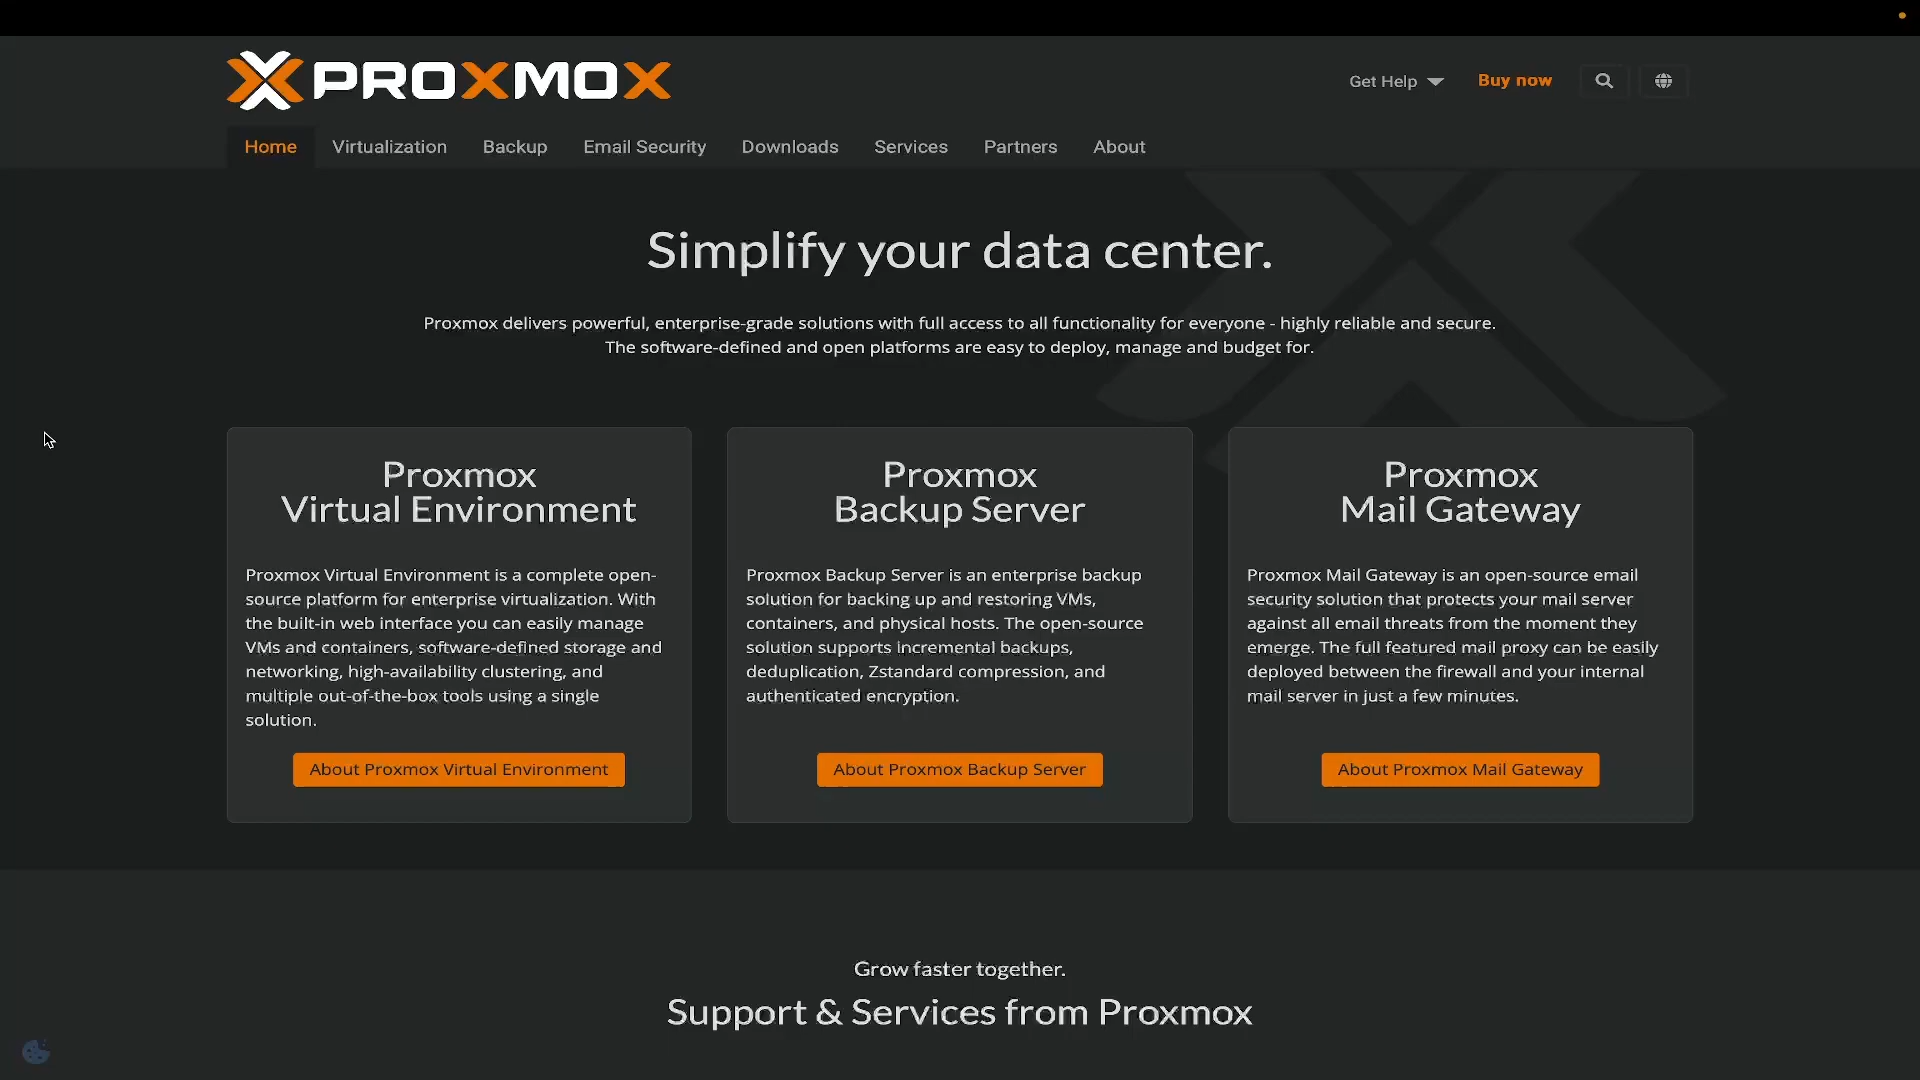 PROXMOX
Get Help
Buy now
Home
Virtualization
Backup
Email Security
Downloads
Services
Partners
About
Simplify your data center.
Proxmox delivers powerful, enterprise-grade solutions with full access to all functionality for everyone - highly reliable and secure.
The software-defined and open platforms are easy to deploy, manage and budget for.
Proxmox
Virtual Environment
Proxmox Virtual Environment is a complete open-
source platform for enterprise virtualization. With
the built-in web interface you can easily manage
VMs and containers, software-defined storage and
networking, high-availability clustering, and
multiple out-of-the-box tools using a single
solution.
About Proxmox Virtual Environment
Proxmox
Backup Server
Proxmox Backup Server is an enterprise backup
solution for backing up and restoring VMs,
containers, and physical hosts. The open-source
solution supports incremental backups,
deduplication, Zstandard compression, and
authenticated encryption.
About Proxmox Backup Server
Proxmox
Mail Gateway
Proxmox Mail Gateway is an open-source email
security solution that protects your mail server
against all email threats from the moment they
emerge. The full featured mail proxy can be easily
deployed between the firewall and your internal
mail server in just a few minutes.
About Proxmox Mail Gateway
Grow faster together.
Support & Services from Proxmox